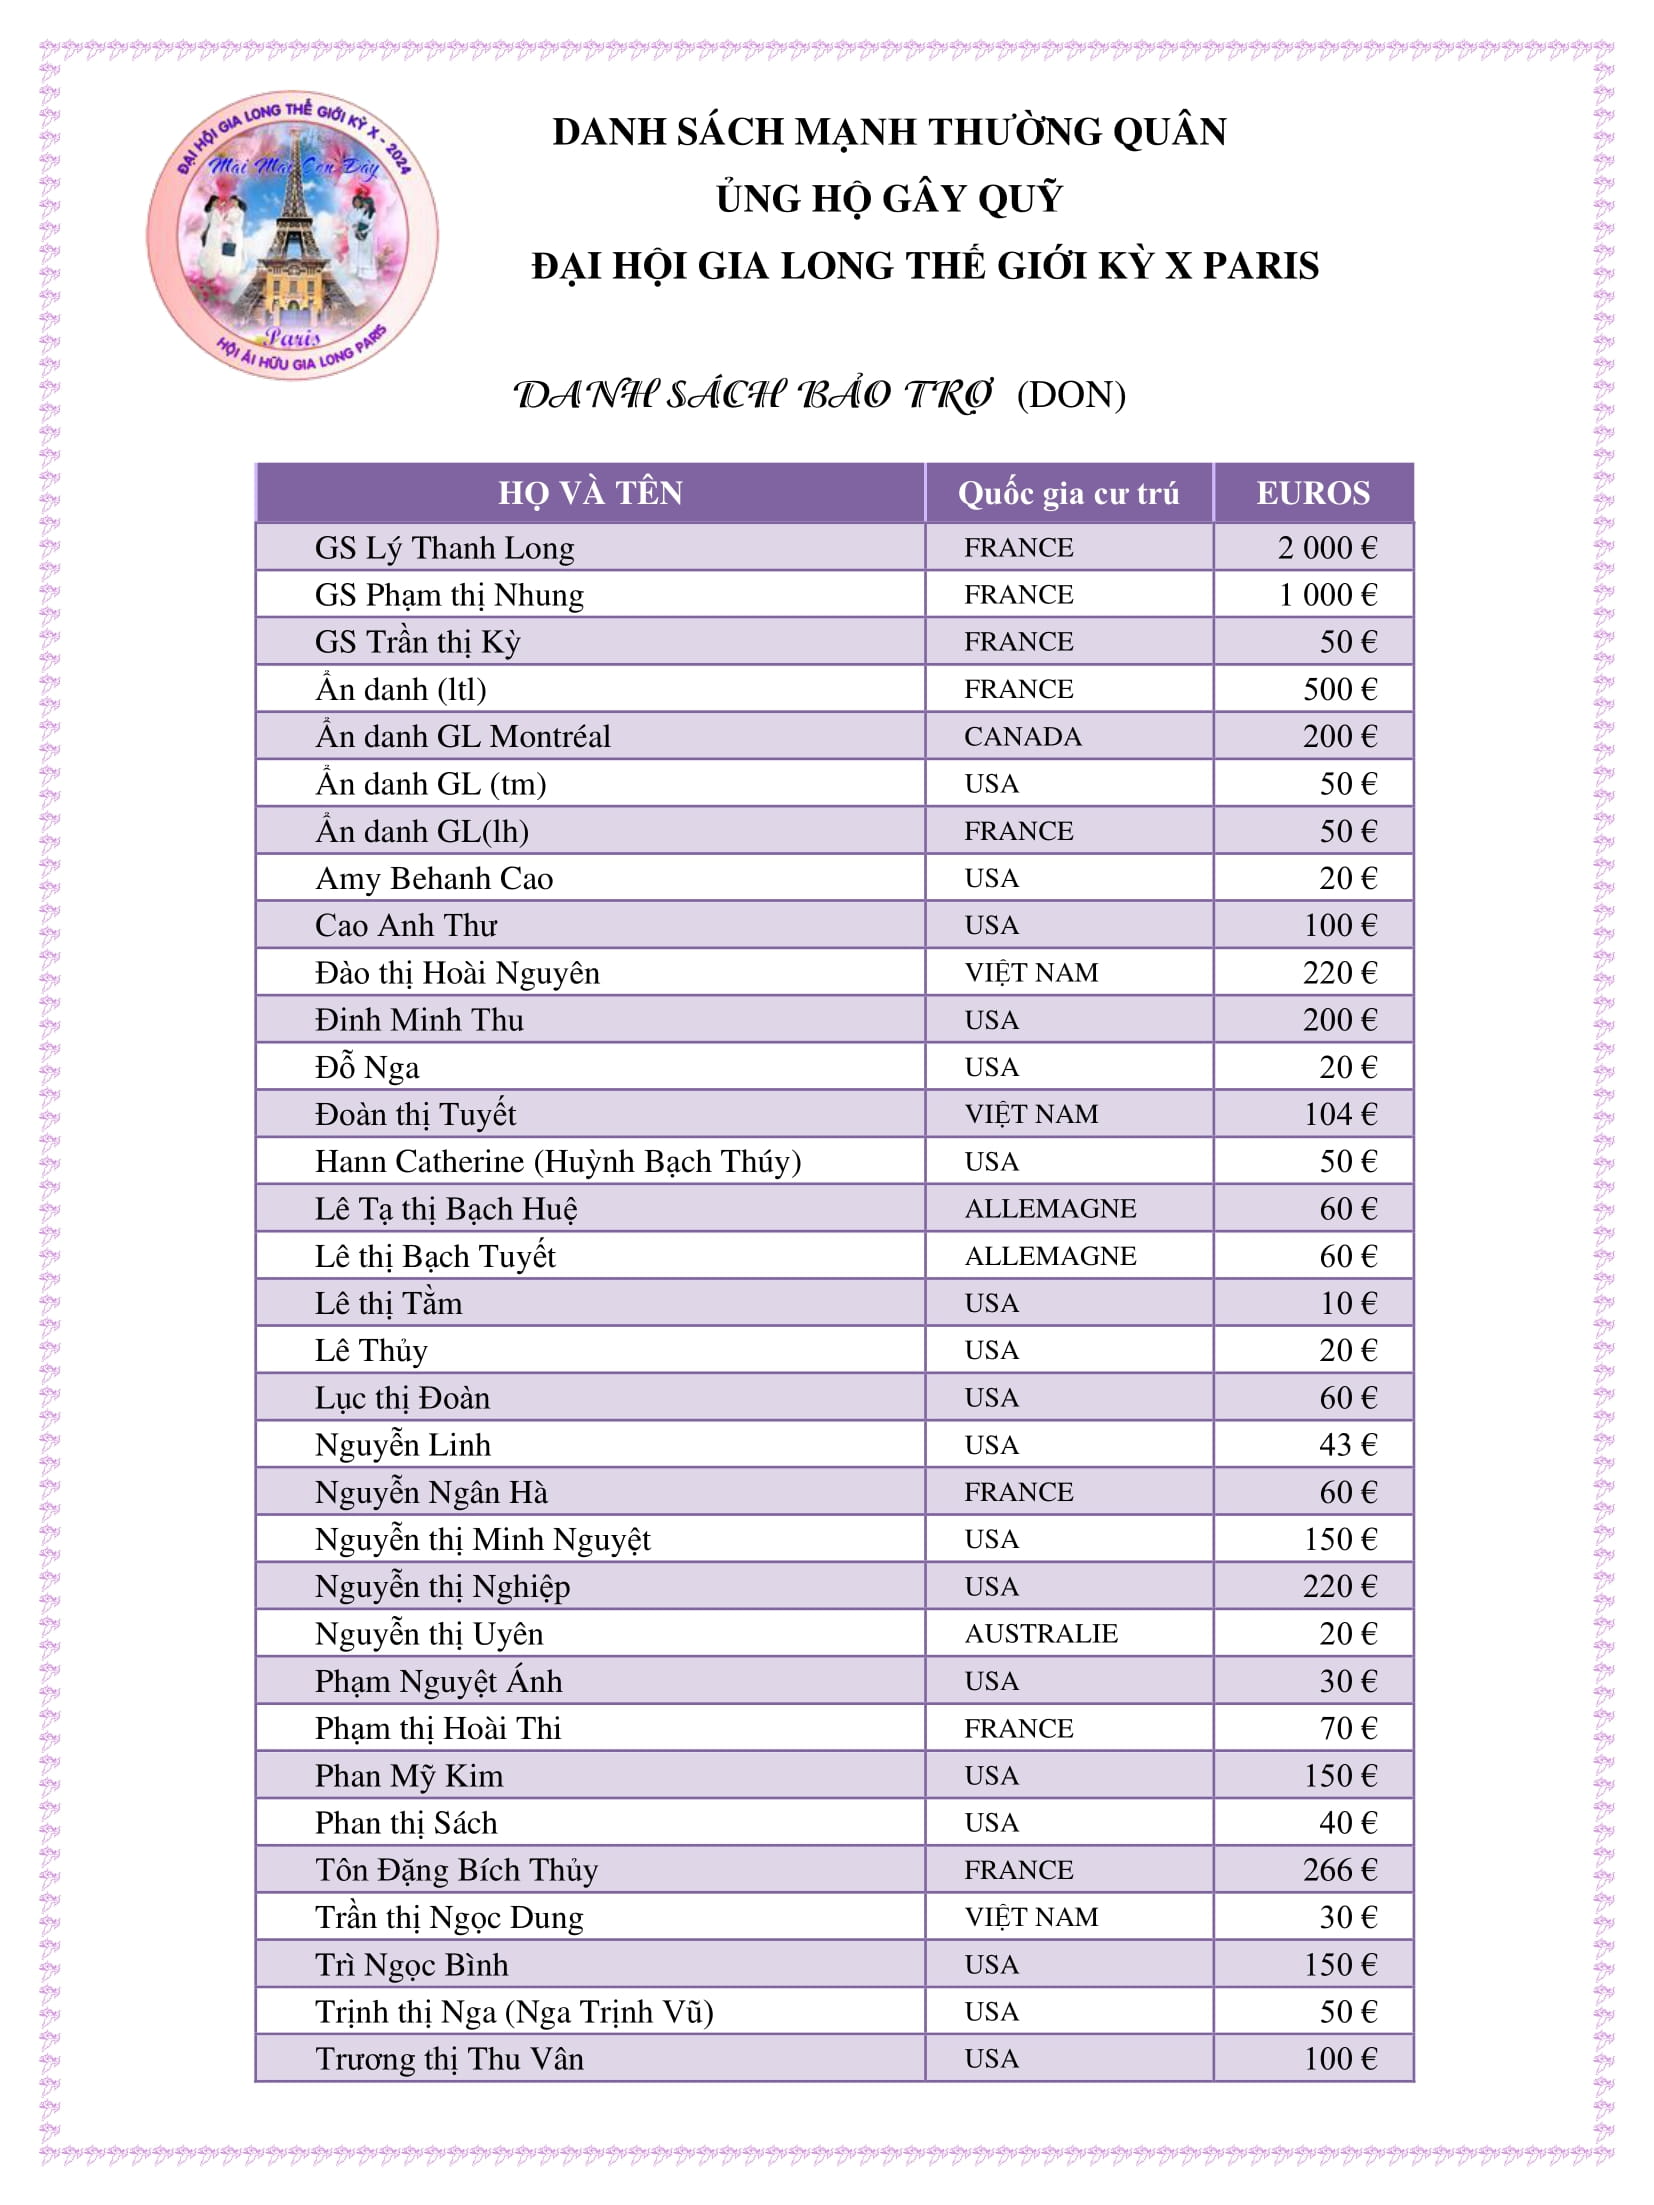 ĐẠI HỘI GIA LONG THẾ GIỚI KỲ X - 2024
Mãi Mãi Còn Đây
Paris
HỘI ÁI HỮU GIA LONG PARIS
DANH SÁCH MẠNH THƯỜNG QUÂN
ỦNG HỘ GÂY QUỸ
ĐẠI HỘI GIA LONG THẾ GIỚI KỲ X PARIS
DANH SÁCH BẢO TRỢ (DON)
HỌ VÀ TÊN Quốc gia cư trú EUROS
GS Lý Thanh Long FRANCE 2 000 €
GS Phạm thị Nhung FRANCE 1 000 €
GS Trần thị Kỳ FRANCE 50 €
Ẩn danh (ltl) FRANCE 500 €
Ẩn danh GL Montréal CANADA 200 €
Ẩn danh GL (tm) USA 50 €
Ẩn danh GL(lh) FRANCE 50 €
Amy Behanh Cao USA 20 €
Cao Anh Thư USA 100 €
Đào thị Hoài Nguyên VIỆT NAM 220 €
Đinh Minh Thu USA 200 €
Đỗ Nga USA 20 €
Đoàn thị Tuyết VIỆT NAM 104 €
Hann Catherine (Huỳnh Bạch Thúy) USA 50 €
Lê Tạ thị Bạch Huệ ALLEMAGNE 60 €
Lê thị Bạch Tuyết ALLEMAGNE 60 €
Lê thị Tằm USA 10 €
Lê Thủy USA 20 €
Lục thị Đoàn USA 60 €
Nguyễn Linh USA 43 €
Nguyễn Ngân Hà FRANCE 60 €
Nguyễn thị Minh Nguyệt USA 150 €
Nguyễn thị Nghiệp USA 220 €
Nguyễn thị Uyên AUSTRALIE 20 €
Phạm Nguyệt Ánh USA 30 €
Phạm thị Hoài Thi FRANCE 70 €
Phan Mỹ Kim USA 150 €
Phan thị Sách USA 40 €
Tôn Đặng Bích Thủy FRANCE 266 €
Trần thị Ngọc Dung VIỆT NAM 30 €
Trì Ngọc Bình USA 150 €
Trịnh thị Nga (Nga Trịnh Vũ) USA 50 €
Trương thị Thu Vân USA 100 €